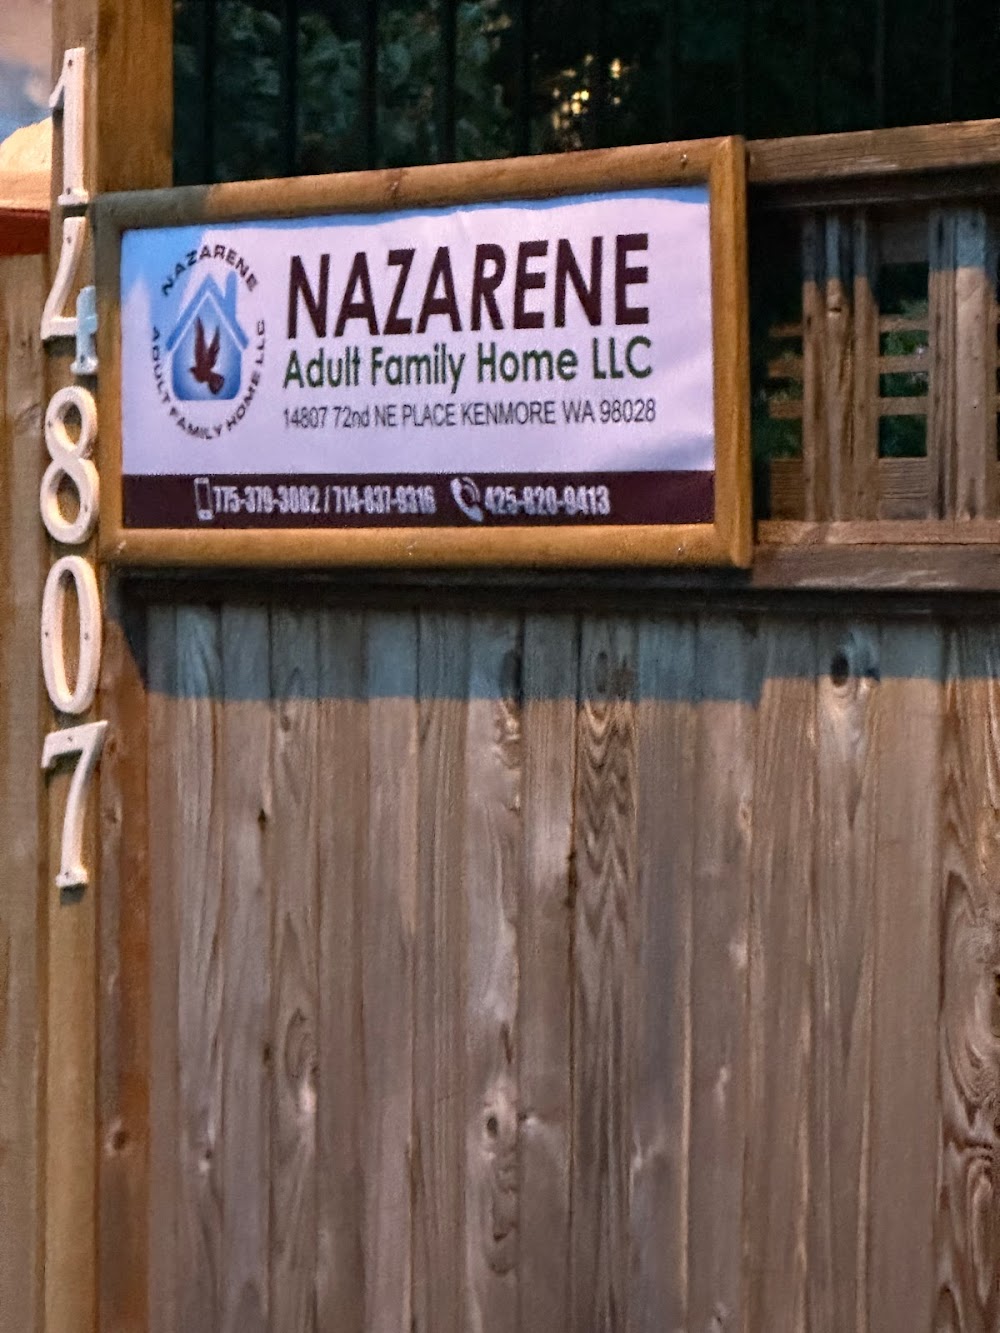 14807
NAZARENE
ADULT FAMILY HOME LLC
NAZARENE
Adult Family Home LLC
14807 72nd NE PLACE KENMORE WA 98028
775-379-3082 / 714-837-9316 425-820-9413